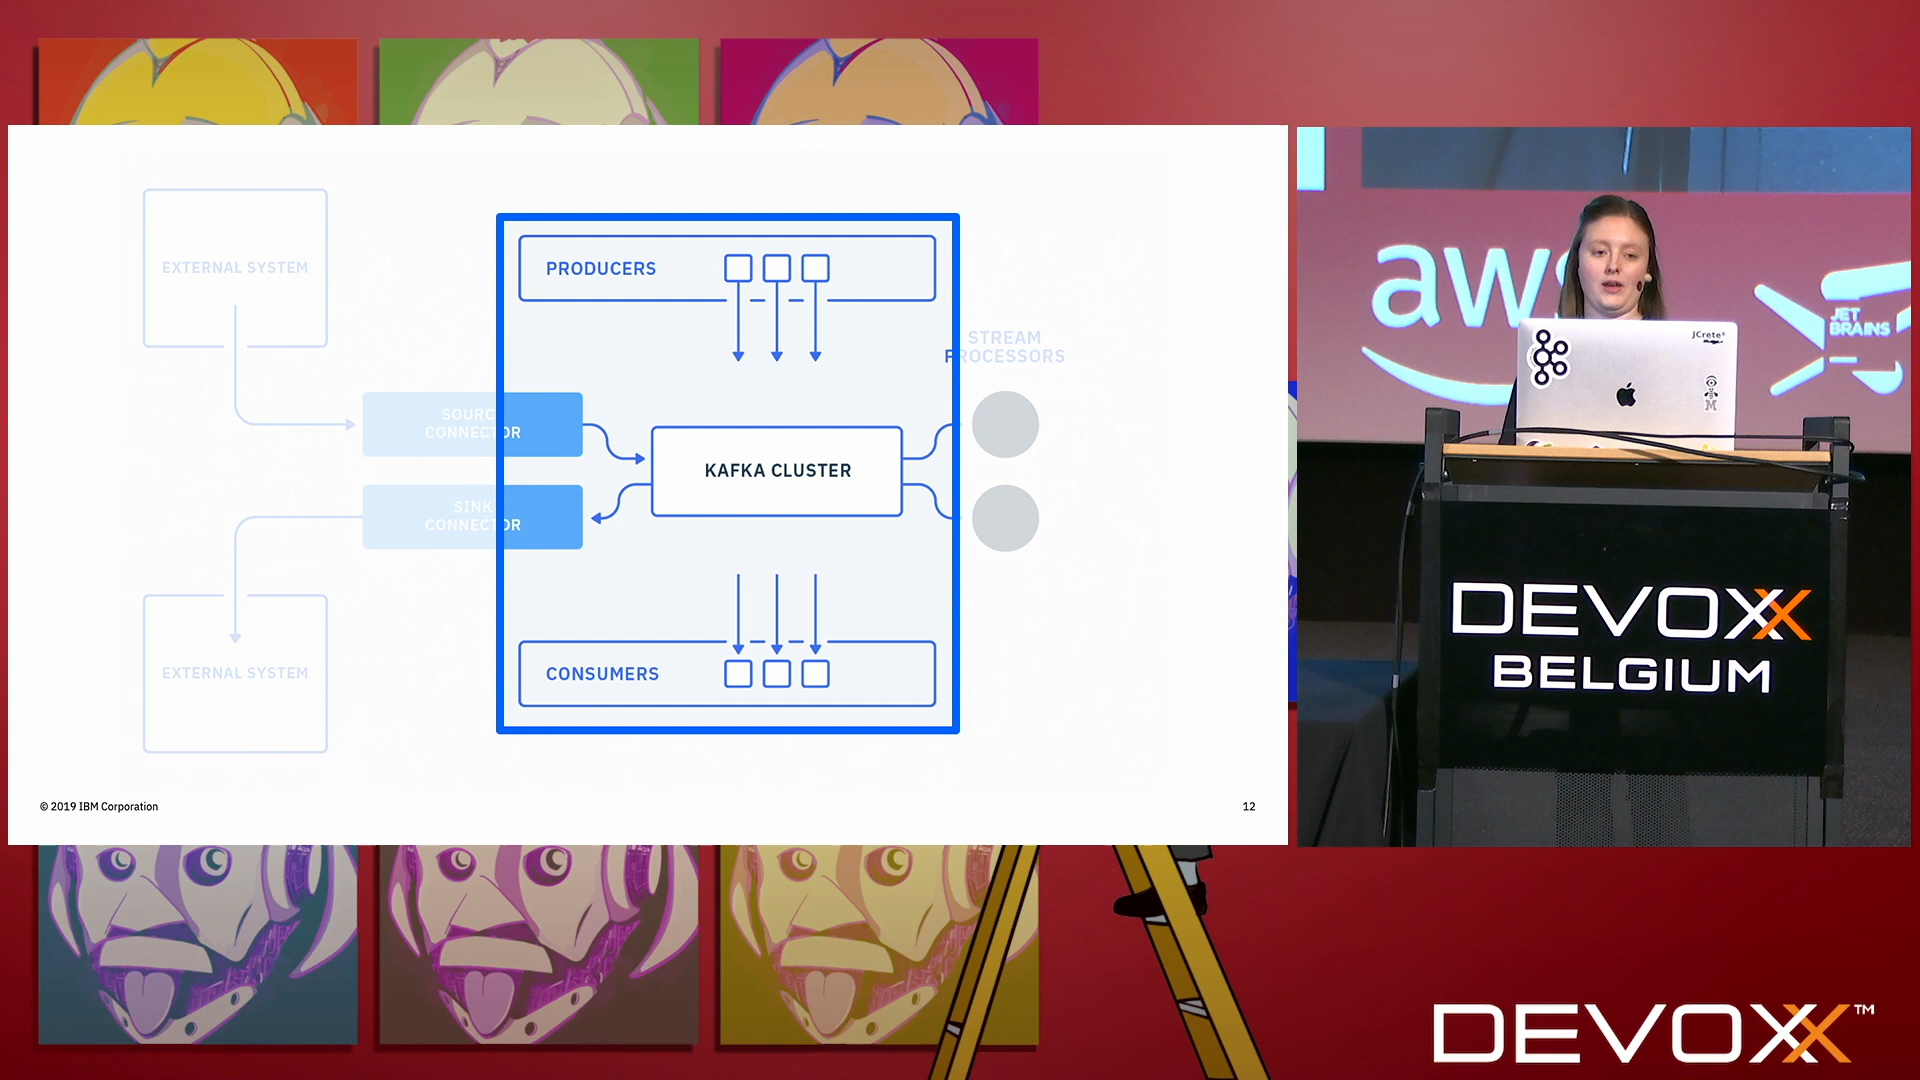 EXTERNAL SYSTEM
PRODUCERS
STREAM
PROCESSORS
SOURCE
CONNECTOR
KAFKA CLUSTER
SINK
CONNECTOR
EXTERNAL SYSTEM
CONSUMERS
© 2019 IBM Corporation
12
aws
JET
BRAINS
JCrete
M
DEVOXX
BELGIUM
DEVOXX™